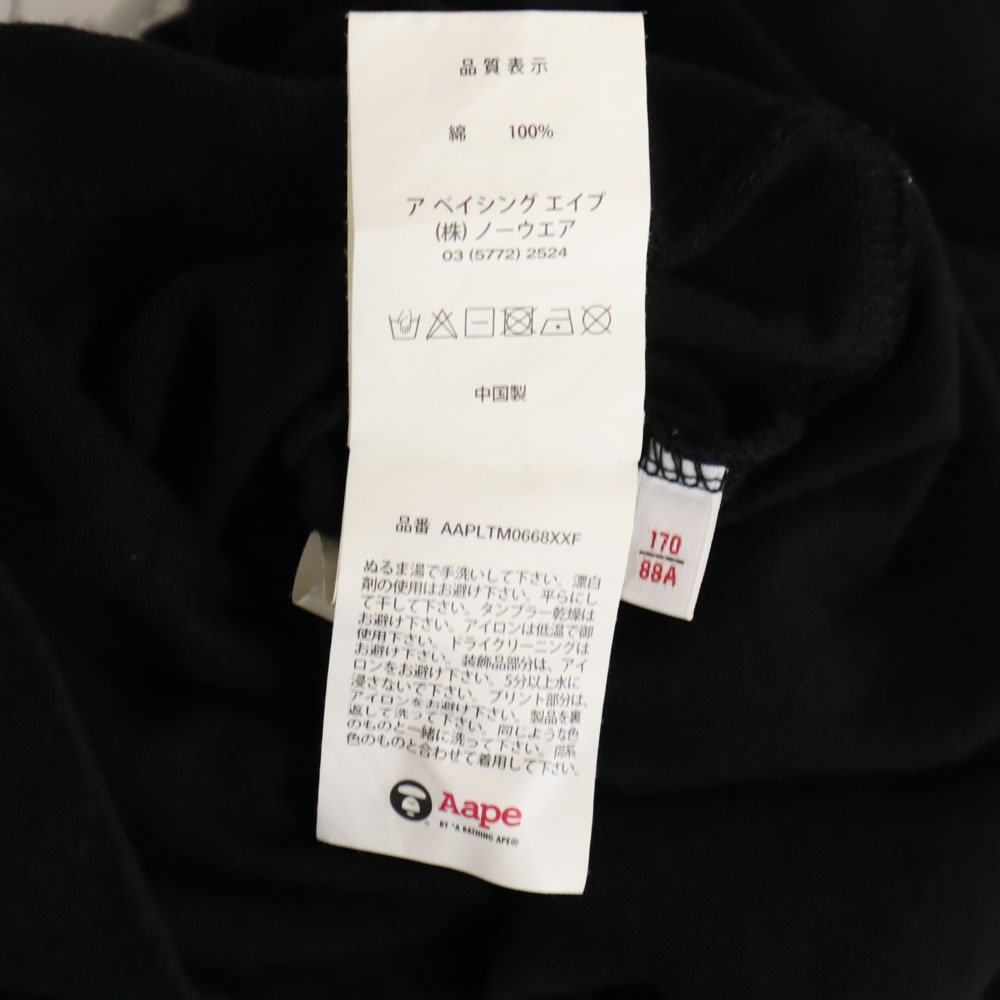 品質表示
綿 100%
ア ベイシング エイプ
(株) ノーウエア
03 (5772) 2524
中国製
品番 AAPLTM0668XXF
ぬるま湯で手洗いして下さい。漂白
剤の使用はお避け下さい。平らにし
て干して下さい。タンブラー乾燥は
お避け下さい。アイロンは低温で御
使用下さい。ドライクリーニングは
お避け下さい。装飾品部分は、アイ
ロンをお避け下さい。5分以上水に
浸さないで下さい。プリント部分は、
アイロンをお避け下さい。製品を裏
返して洗って下さい。同じような色
のものと一緒に洗って下さい。同系
色のものと合わせて着用して下さい。
Aape
BY *A BATHING APE®
170
88A